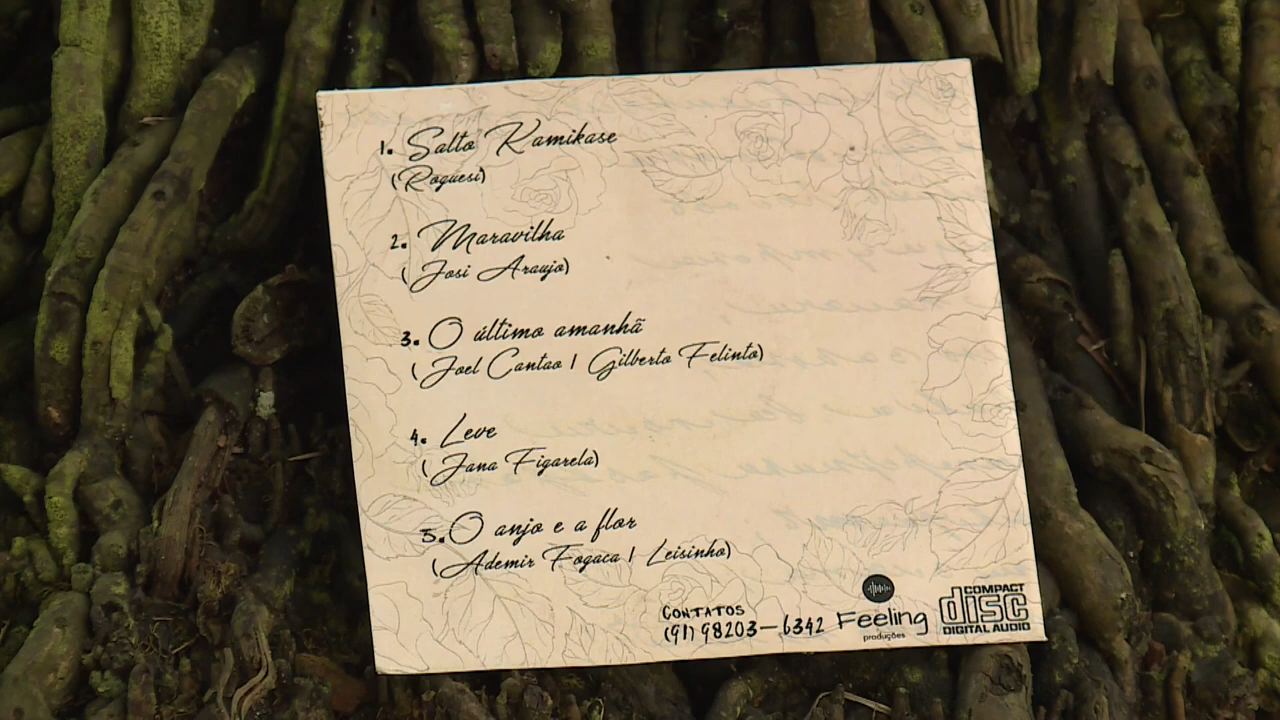 1. Salto Kamikase
(Roguesi)
2. Maravilha
(Josi Araujo)
3. O último amanhã
(Joel Cantao / Gilberto Felinto)
4. Leve
(Jana Figarela)
5. O anjo e a flor
(Ademir Fogaca / Leisinho)
CONTATOS
(91) 98203-6342
Feeling
produções
COMPACT
disc
DIGITAL AUDIO